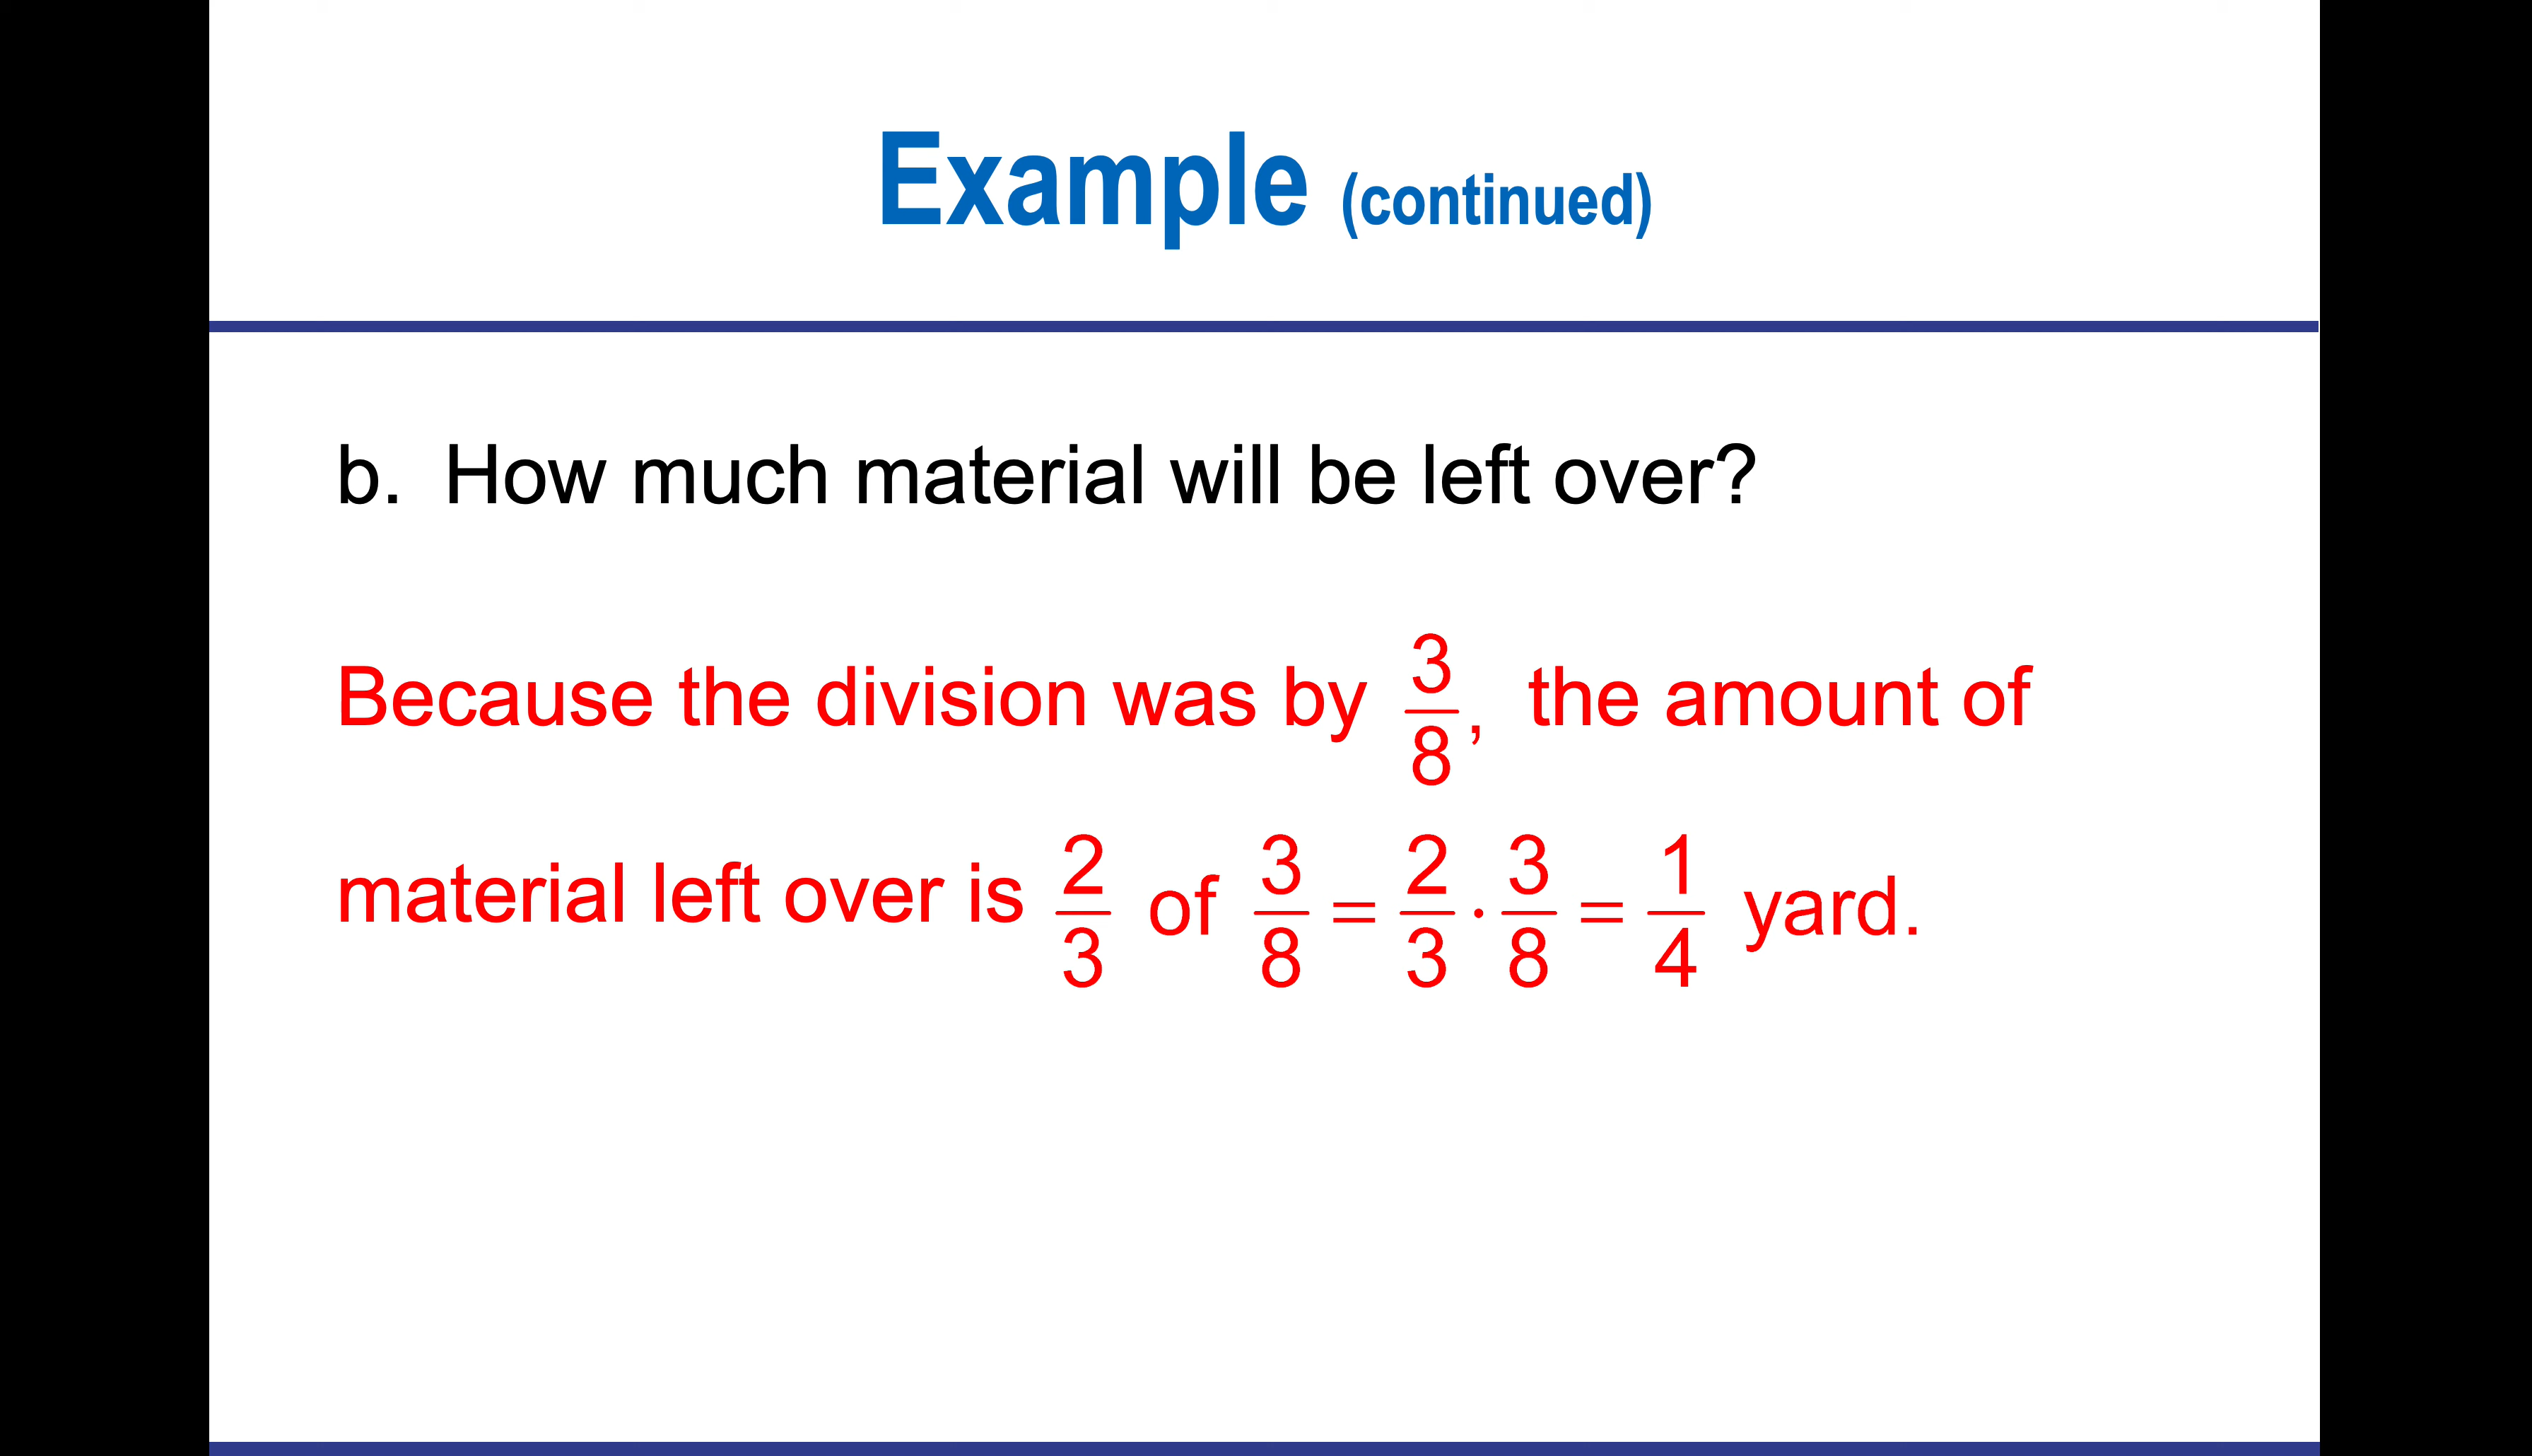 Example (continued)
b. How much material will be left over?
Because the division was by 3/8, the amount of
material left over is 2/3 of 3/8 = 2/3 · 3/8 = 1/4 yard.